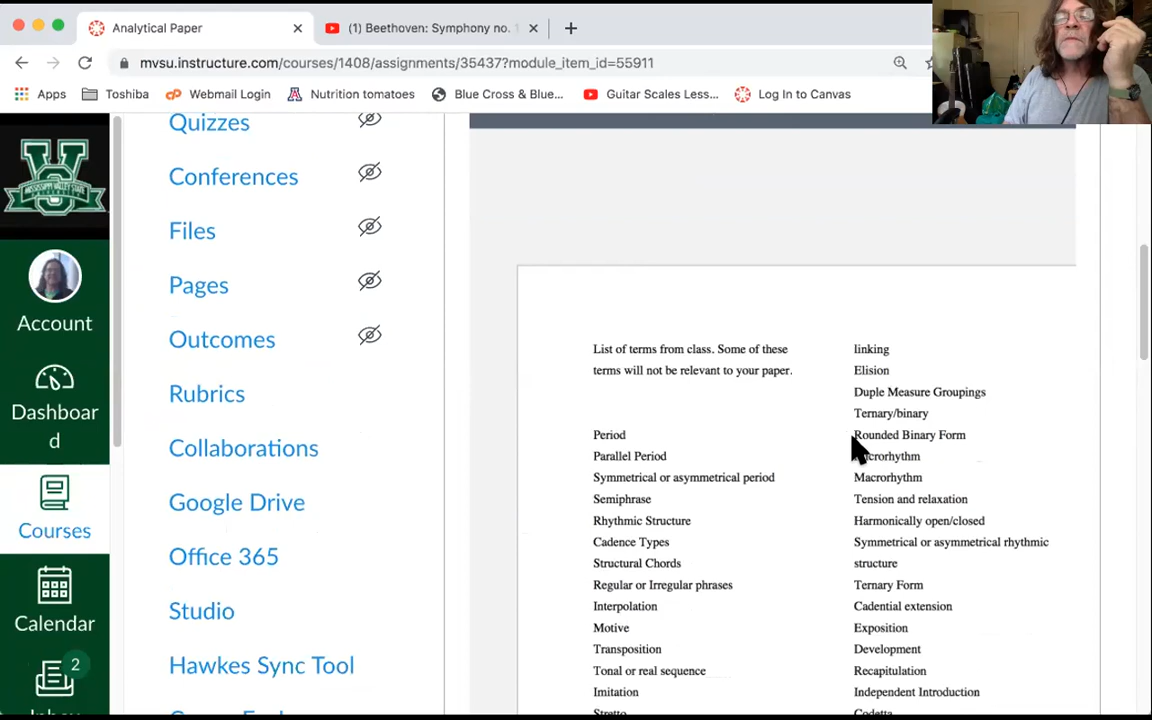 Analytical Paper
(1) Beethoven: Symphony no.
mvsu.instructure.com/courses/1408/assignments/35437?module_item_id=55911
Apps
Toshiba
Webmail Login
Nutrition tomatoes
Blue Cross & Blue...
Guitar Scales Less...
Log In to Canvas
Account
Dashboar
d
Courses
Calendar
2
Quizzes
Conferences
Files
Pages
Outcomes
Rubrics
Collaborations
Google Drive
Office 365
Studio
Hawkes Sync Tool
List of terms from class. Some of these
terms will not be relevant to your paper.
Period
Parallel Period
Symmetrical or asymmetrical period
Semiphrase
Rhythmic Structure
Cadence Types
Structural Chords
Regular or Irregular phrases
Interpolation
Motive
Transposition
Tonal or real sequence
Imitation
Stretto
linking
Elision
Duple Measure Groupings
Ternary/binary
Rounded Binary Form
Macrorhythm
Tension and relaxation
Harmonically open/closed
Symmetrical or asymmetrical rhythmic
structure
Ternary Form
Cadential extension
Exposition
Development
Recapitulation
Independent Introduction
Codetta